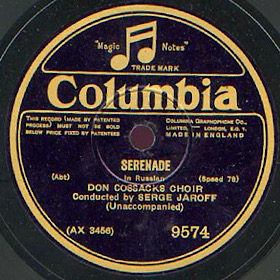 "Magic Notes"
TRADE MARK
Columbia
THIS RECORD (MADE BY PATENTED
PROCESS) MUST NOT BE SOLD
BELOW PRICE FIXED BY PATENTEES
COLUMBIA GRAPHOPHONE CO.
LIMITED, LONDON, E.C. 1
MADE IN ENGLAND
SERENADE
In Russian
(Abt)
(Speed 78)
DON COSSACKS CHOIR
Conducted by SERGE JAROFF
(Unaccompanied)
(AX 3456)
9574